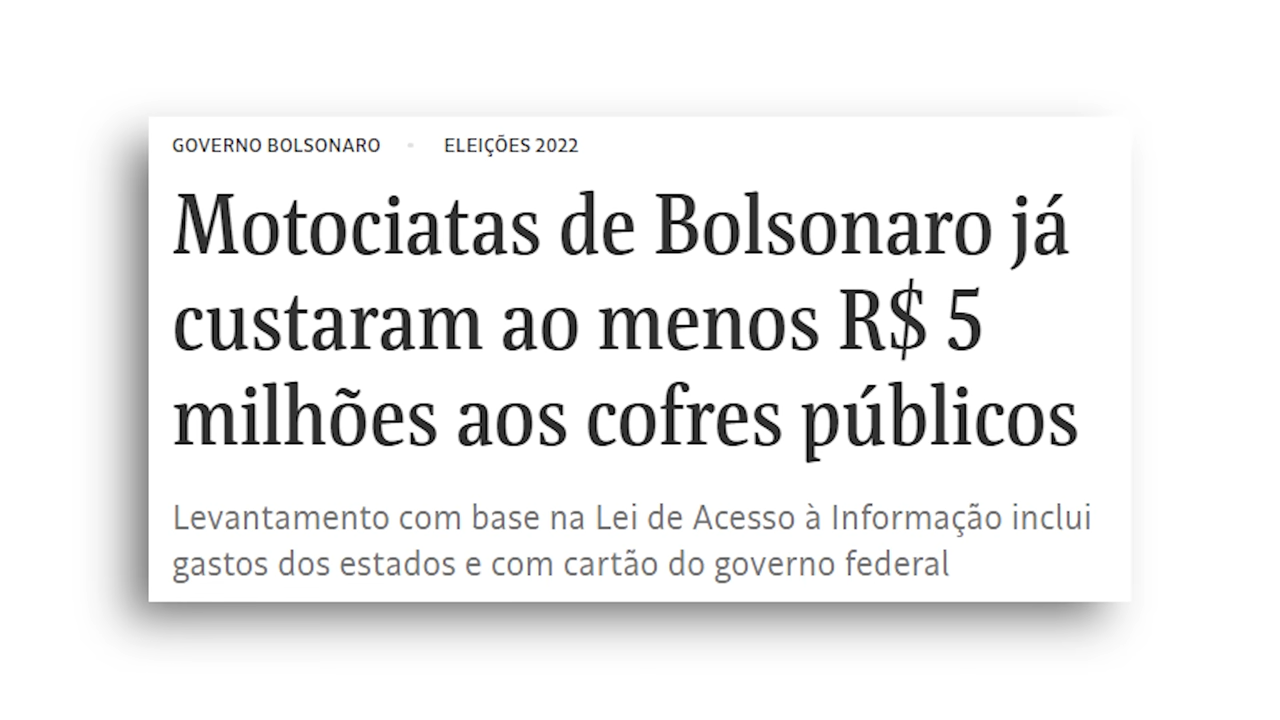 GOVERNO BOLSONARO • ELEIÇÕES 2022
Motociatas de Bolsonaro já
custaram ao menos R$ 5
milhões aos cofres públicos
Levantamento com base na Lei de Acesso à Informação inclui
gastos dos estados e com cartão do governo federal